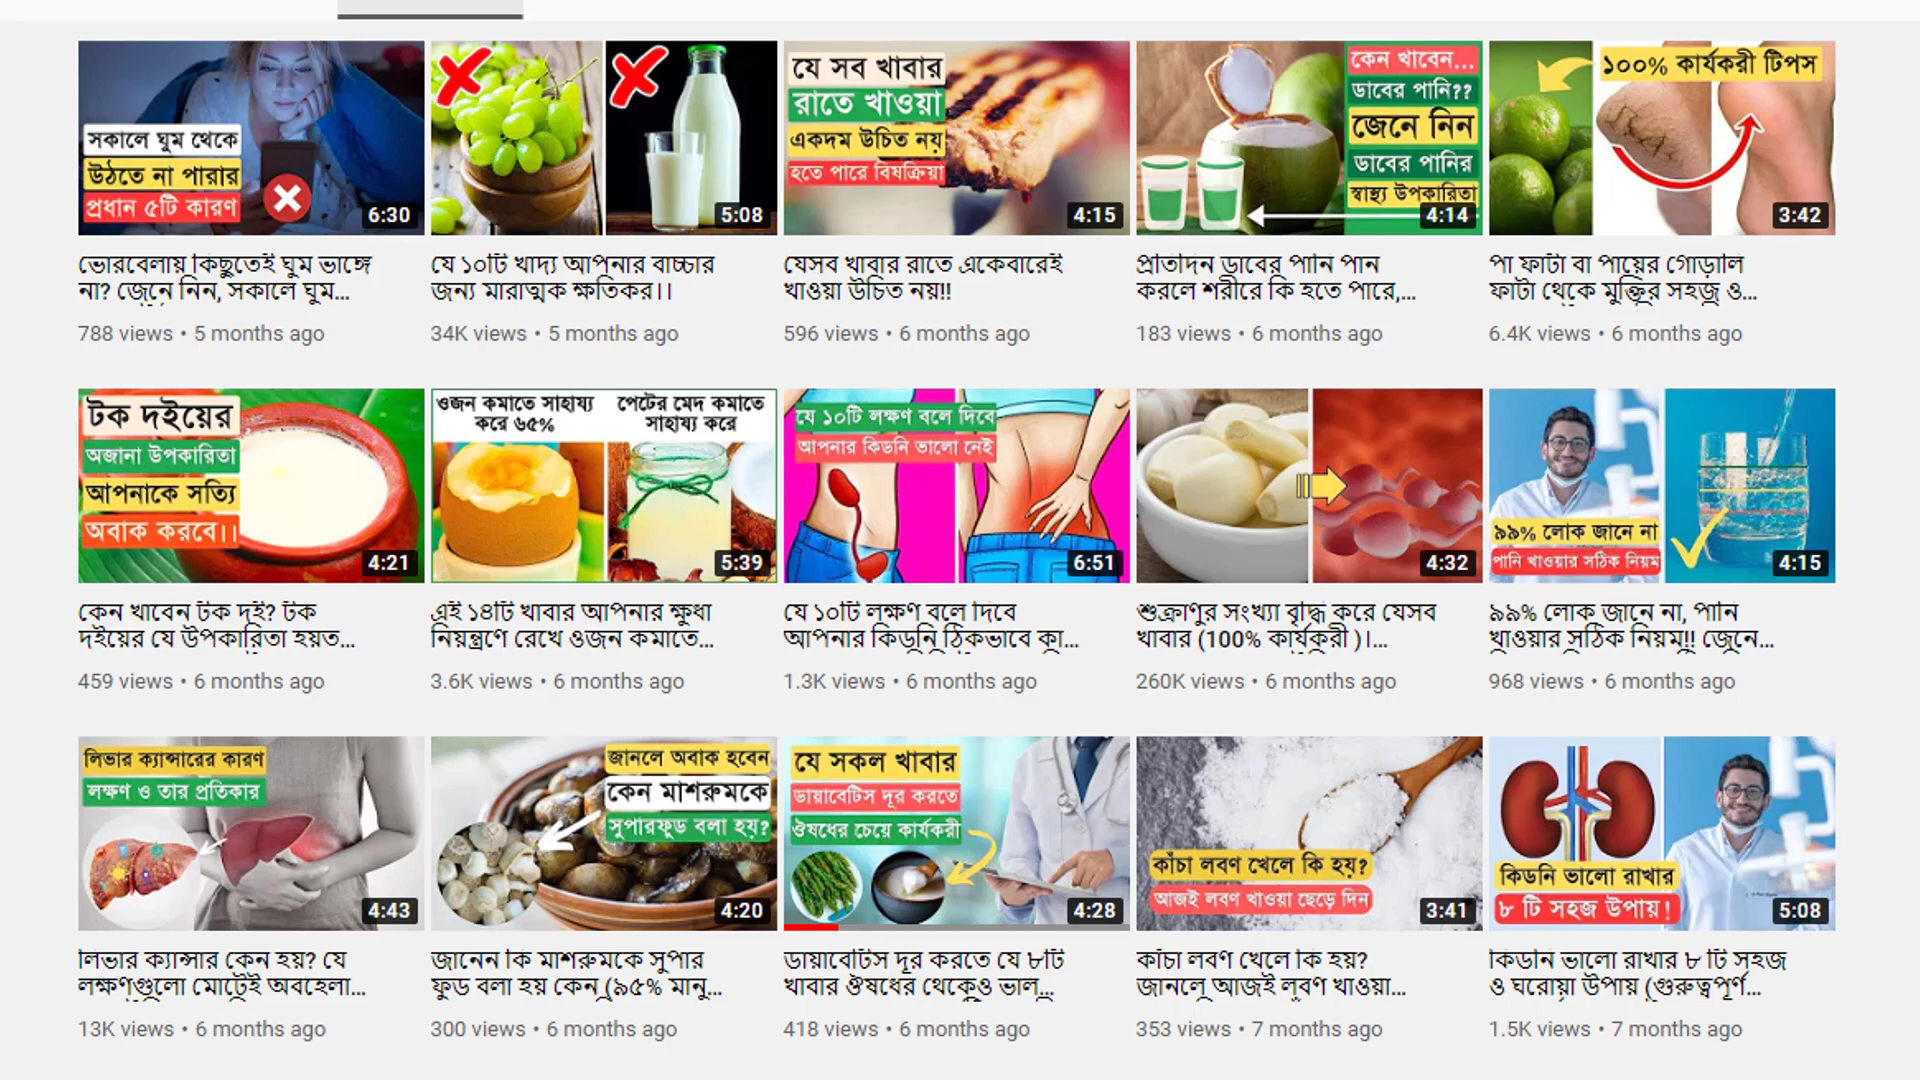 সকালে ঘুম থেকে
উঠতে না পারার
প্রধান ৫টি কারণ
6:30
5:08
যে সব খাবার
রাতে খাওয়া
একদম উচিত নয়
হতে পারে বিষক্রিয়া
4:15
কেন খাবেন...
ডাবের পানি??
জেনে নিন
ডাবের পানির
স্বাস্থ্য উপকারিতা
4:14
১০০% কার্যকরী টিপস
3:42
ভোরবেলায় কিছুতেই ঘুম ভাঙ্গে
না? জেনে নিন, সকালে ঘুম...
788 views • 5 months ago
যে ১০টি খাদ্য আপনার বাচ্চার
জন্য মারাত্মক ক্ষতিকর।।
34K views • 5 months ago
যেসব খাবার রাতে একেবারেই
খাওয়া উচিত নয়!!
596 views • 6 months ago
প্রতিদিন ডাবের পানি পান
করলে শরীরে কি হতে পারে,...
183 views • 6 months ago
পা ফাটা বা পায়ের গোড়ালি
ফাটা থেকে মুক্তির সহজ ও...
6.4K views • 6 months ago
টক দইয়ের
অজানা উপকারিতা
আপনাকে সত্যি
অবাক করবে।।
4:21
ওজন কমাতে সাহায্য
করে ৬৫%
পেটের মেদ কমাতে
সাহায্য করে
5:39
যে ১০টি লক্ষণ বলে দিবে
আপনার কিডনি ভালো নেই
6:51
4:32
৯৯% লোক জানে না
পানি খাওয়ার সঠিক নিয়ম
4:15
কেন খাবেন টক দই? টক
দইয়ের যে উপকারিতা হয়ত...
459 views • 6 months ago
এই ১৪টি খাবার আপনার ক্ষুধা
নিয়ন্ত্রণে রেখে ওজন কমাতে...
3.6K views • 6 months ago
যে ১০টি লক্ষণ বলে দিবে
আপনার কিডনি ঠিকভাবে কা...
1.3K views • 6 months ago
শুক্রাণুর সংখ্যা বৃদ্ধি করে যেসব
খাবার (100% কার্যকরী )।...
260K views • 6 months ago
৯৯% লোক জানে না, পানি
খাওয়ার সঠিক নিয়ম!! জেনে...
968 views • 6 months ago
লিভার ক্যান্সারের কারণ
লক্ষণ ও তার প্রতিকার
4:43
জানলে অবাক হবেন
কেন মাশরুমকে
সুপারফুড বলা হয়?
4:20
যে সকল খাবার
ডায়াবেটিস দূর করতে
ঔষধের চেয়ে কার্যকরী
4:28
কাঁচা লবণ খেলে কি হয়?
আজই লবণ খাওয়া ছেড়ে দিন
3:41
কিডনি ভালো রাখার
৮ টি সহজ উপায়!
5:08
লিভার ক্যান্সার কেন হয়? যে
লক্ষণগুলো মোটেই অবহেলা...
13K views • 6 months ago
জানেন কি মাশরুমকে সুপার
ফুড বলা হয় কেন (৯৫% মানু...
300 views • 6 months ago
ডায়াবেটিস দূর করতে যে ৮টি
খাবার ঔষধের থেকেও ভাল...
418 views • 6 months ago
কাঁচা লবণ খেলে কি হয়?
জানলে আজই লবণ খাওয়া...
353 views • 7 months ago
কিডনি ভালো রাখার ৮ টি সহজ
ও ঘরোয়া উপায় (গুরুত্বপূর্ণ...
1.5K views • 7 months ago